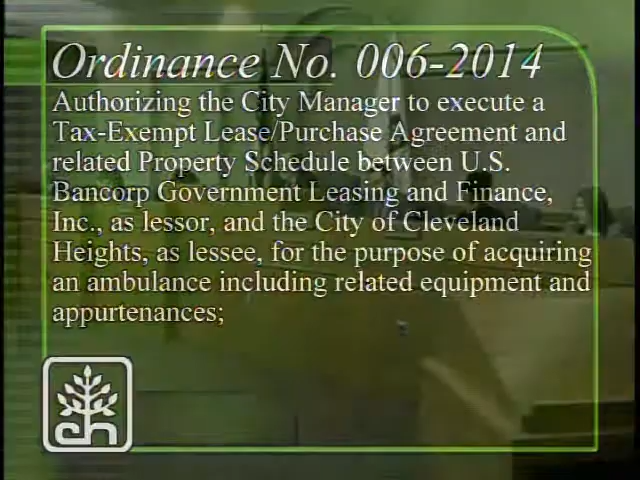 Ordinance No. 006-2014
Authorizing the City Manager to execute a
Tax-Exempt Lease/Purchase Agreement and
related Property Schedule between U.S.
Bancorp Government Leasing and Finance,
Inc., as lessor, and the City of Cleveland
Heights, as lessee, for the purpose of acquiring
an ambulance including related equipment and
appurtenances;
ch